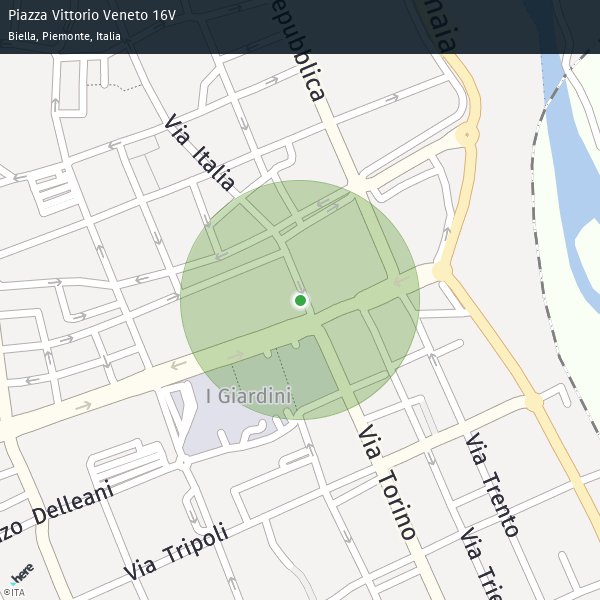 Piazza Vittorio Veneto 16V
Biella, Piemonte, Italia
epubblica
maia
Via Italia
I Giardini
Via Torino
Via Trento
zo Delleani
Via Tripoli
Via Trie
here
©ITA